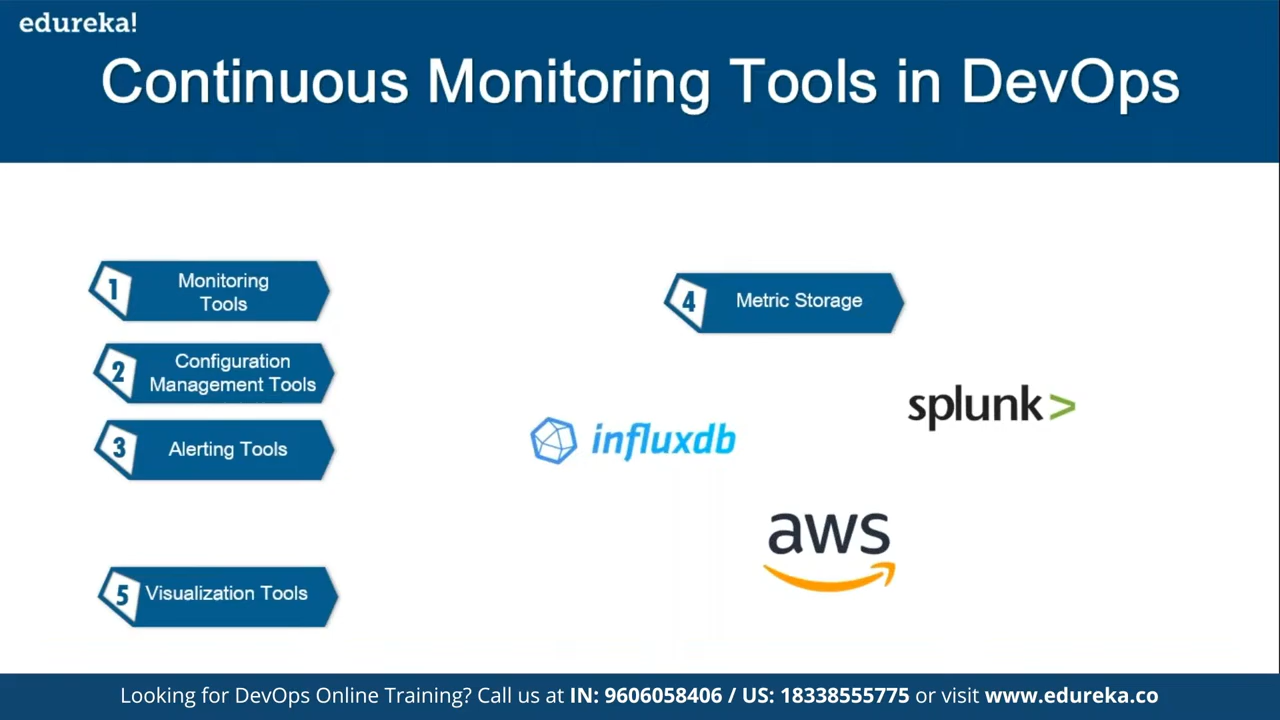 edureka!
Continuous Monitoring Tools in DevOps
1
Monitoring
Tools
2
Configuration
Management Tools
3
Alerting Tools
5
Visualization Tools
4
Metric Storage
influxdb
splunk>
aws
Looking for DevOps Online Training? Call us at IN: 9606058406 / US: 18338555775 or visit www.edureka.co